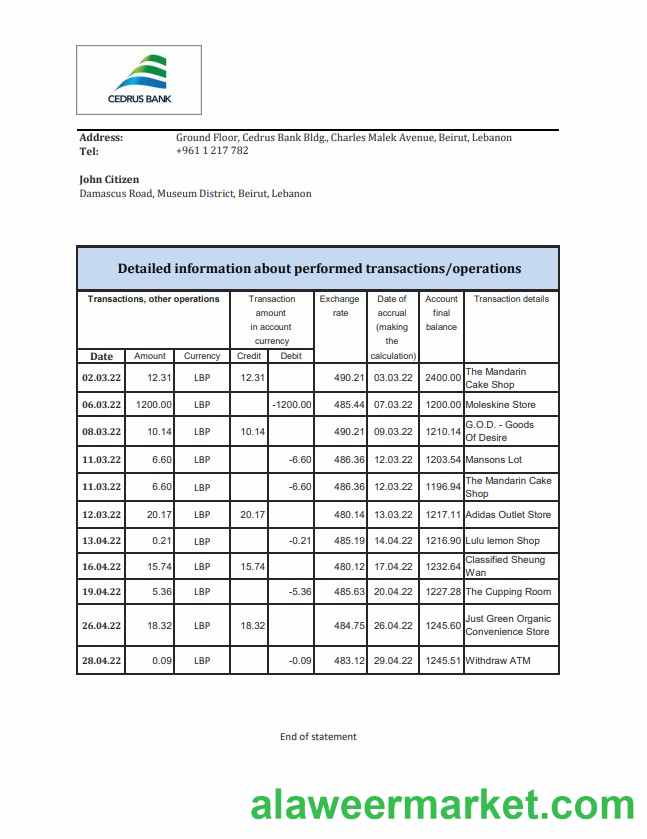 CEDRUS BANK
Address: Ground Floor, Cedrus Bank Bldg., Charles Malek Avenue, Beirut, Lebanon
Tel: +961 1 217 782
John Citizen
Damascus Road, Museum District, Beirut, Lebanon
Detailed information about performed transactions/operations
Transactions, other operations
Transaction
amount
in account
currency
Exchange
rate
Date of
accrual
(making
the
calculation)
Account
final
balance
Transaction details
Date Amount Currency Credit Debit
02.03.22 12.31 LBP 12.31 490.21 03.03.22 2400.00 The Mandarin
Cake Shop
06.03.22 1200.00 LBP -1200.00 485.44 07.03.22 1200.00 Moleskine Store
08.03.22 10.14 LBP 10.14 490.21 09.03.22 1210.14 G.O.D. - Goods
Of Desire
11.03.22 6.60 LBP -6.60 486.36 12.03.22 1203.54 Mansons Lot
11.03.22 6.60 LBP -6.60 486.36 12.03.22 1196.94 The Mandarin Cake
Shop
12.03.22 20.17 LBP 20.17 480.14 13.03.22 1217.11 Adidas Outlet Store
13.04.22 0.21 LBP -0.21 485.19 14.04.22 1216.90 Lulu lemon Shop
16.04.22 15.74 LBP 15.74 480.12 17.04.22 1232.64 Classified Sheung
Wan
19.04.22 5.36 LBP -5.36 485.63 20.04.22 1227.28 The Cupping Room
26.04.22 18.32 LBP 18.32 484.75 26.04.22 1245.60 Just Green Organic
Convenience Store
28.04.22 0.09 LBP -0.09 483.12 29.04.22 1245.51 Withdraw ATM
End of statement
alaweermarket.com